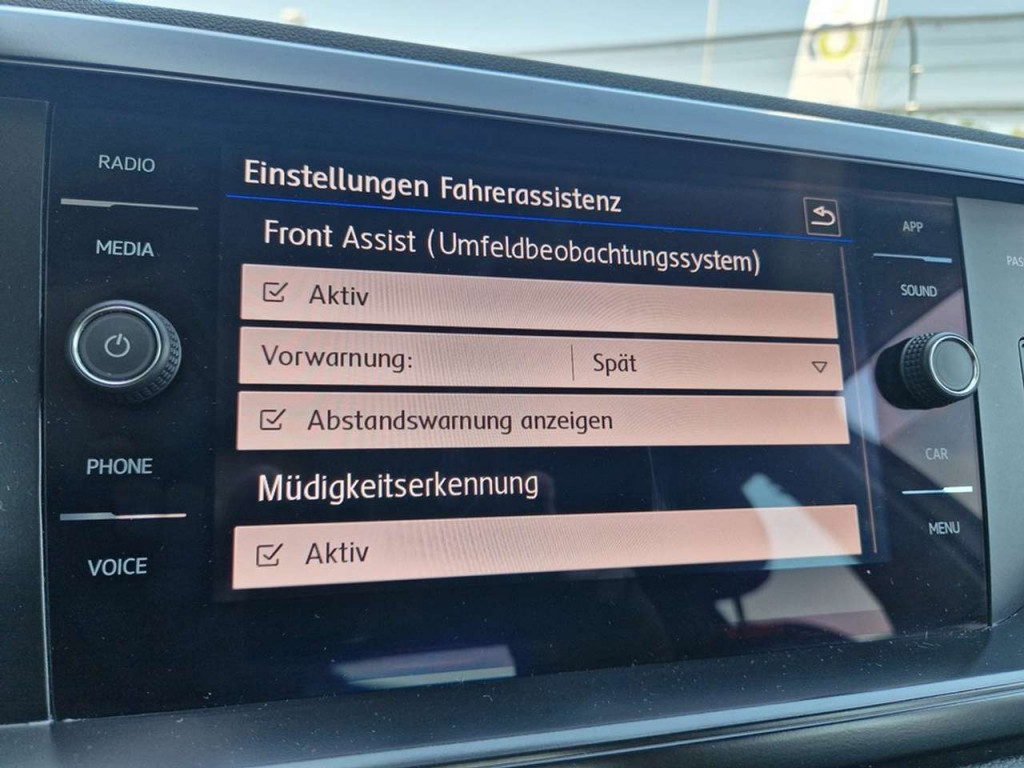 RADIO
MEDIA
PHONE
VOICE
Einstellungen Fahrerassistenz
Front Assist (Umfeldbeobachtungssystem)
Aktiv
Vorwarnung: Spät
Abstandswarnung anzeigen
Müdigkeitserkennung
Aktiv
APP
SOUND
CAR
MENU